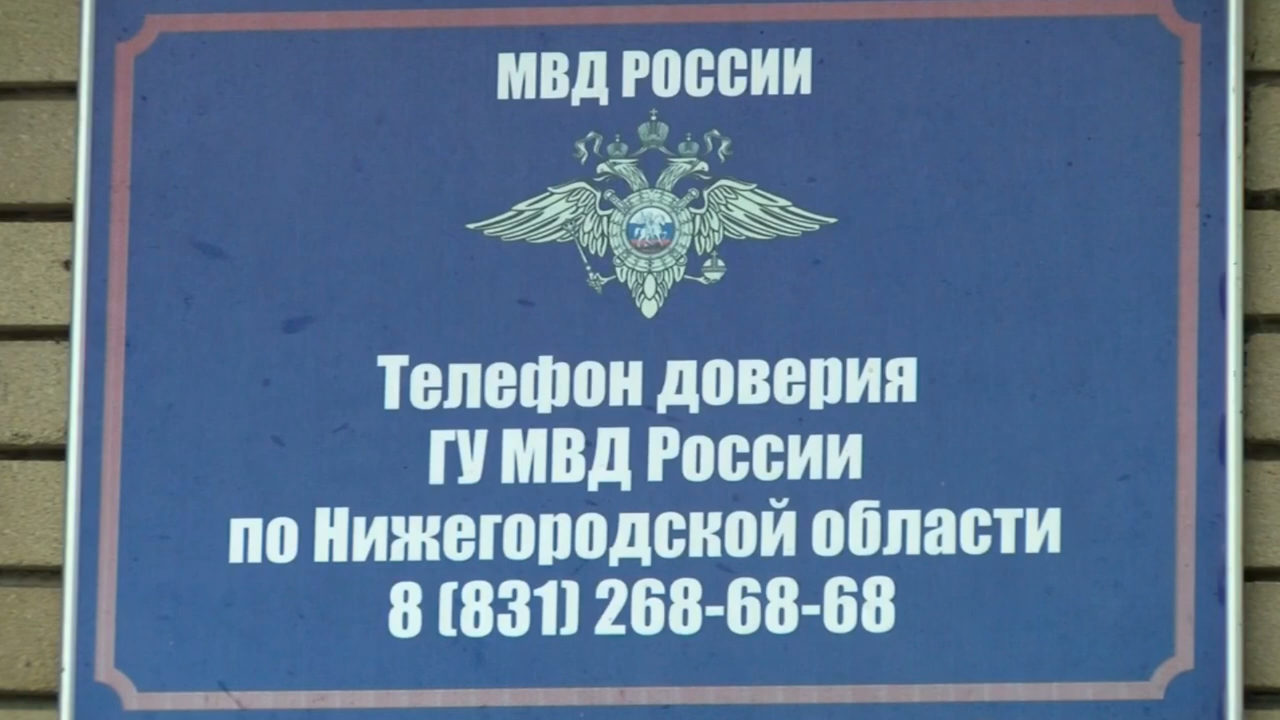 МВД РОССИИ
Телефон доверия
ГУ МВД России
по Нижегородской области
8 (831) 268-68-68